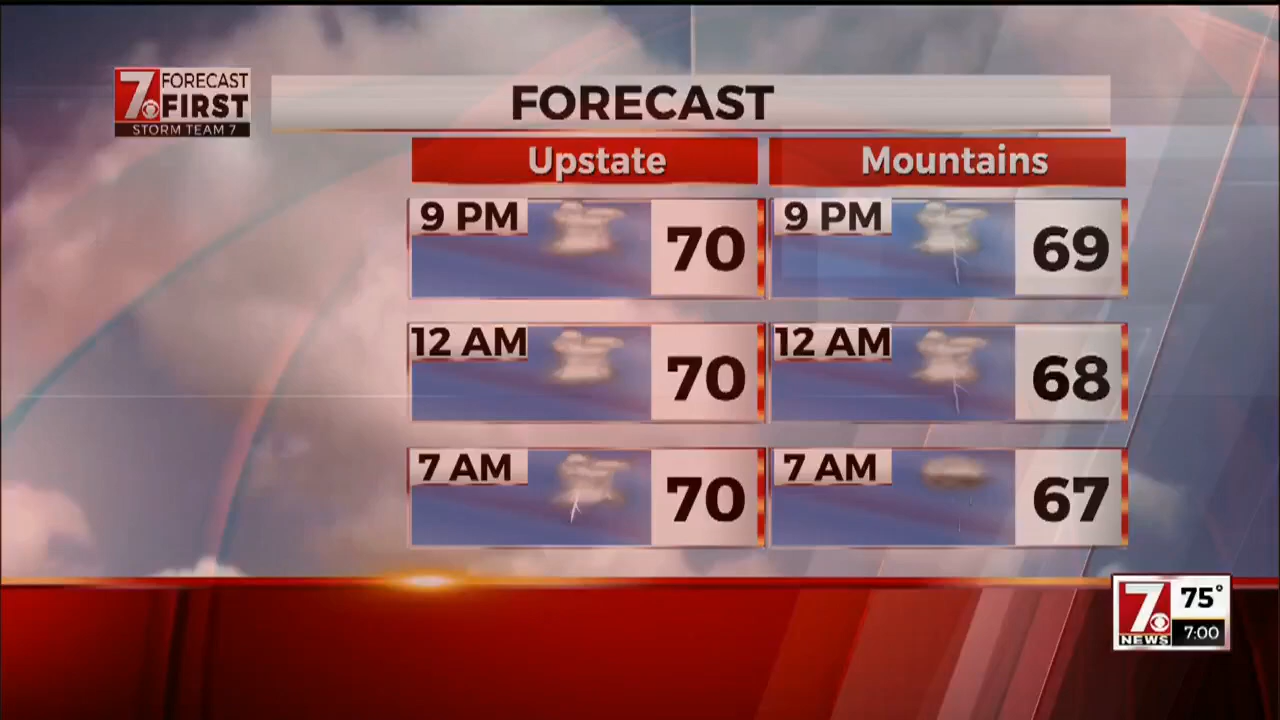 7 FORECAST
FIRST
STORM TEAM 7
FORECAST
Upstate
Mountains
9 PM
70
9 PM
69
12 AM
70
12 AM
68
7 AM
70
7 AM
67
7
NEWS
75°
7:00